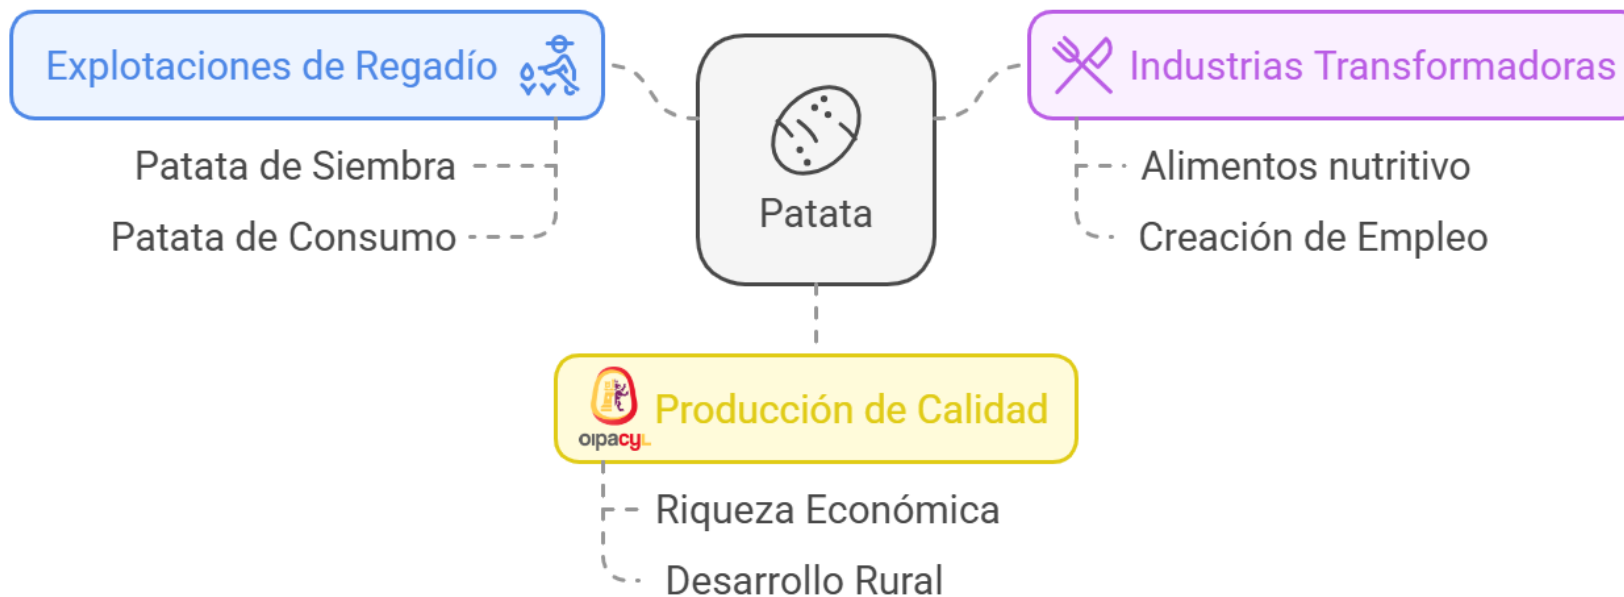 Explotaciones de Regadío
Patata de Siembra
Patata de Consumo
Patata
Industrias Transformadoras
Alimentos nutritivo
Creación de Empleo
oipacyL
Producción de Calidad
Riqueza Económica
Desarrollo Rural